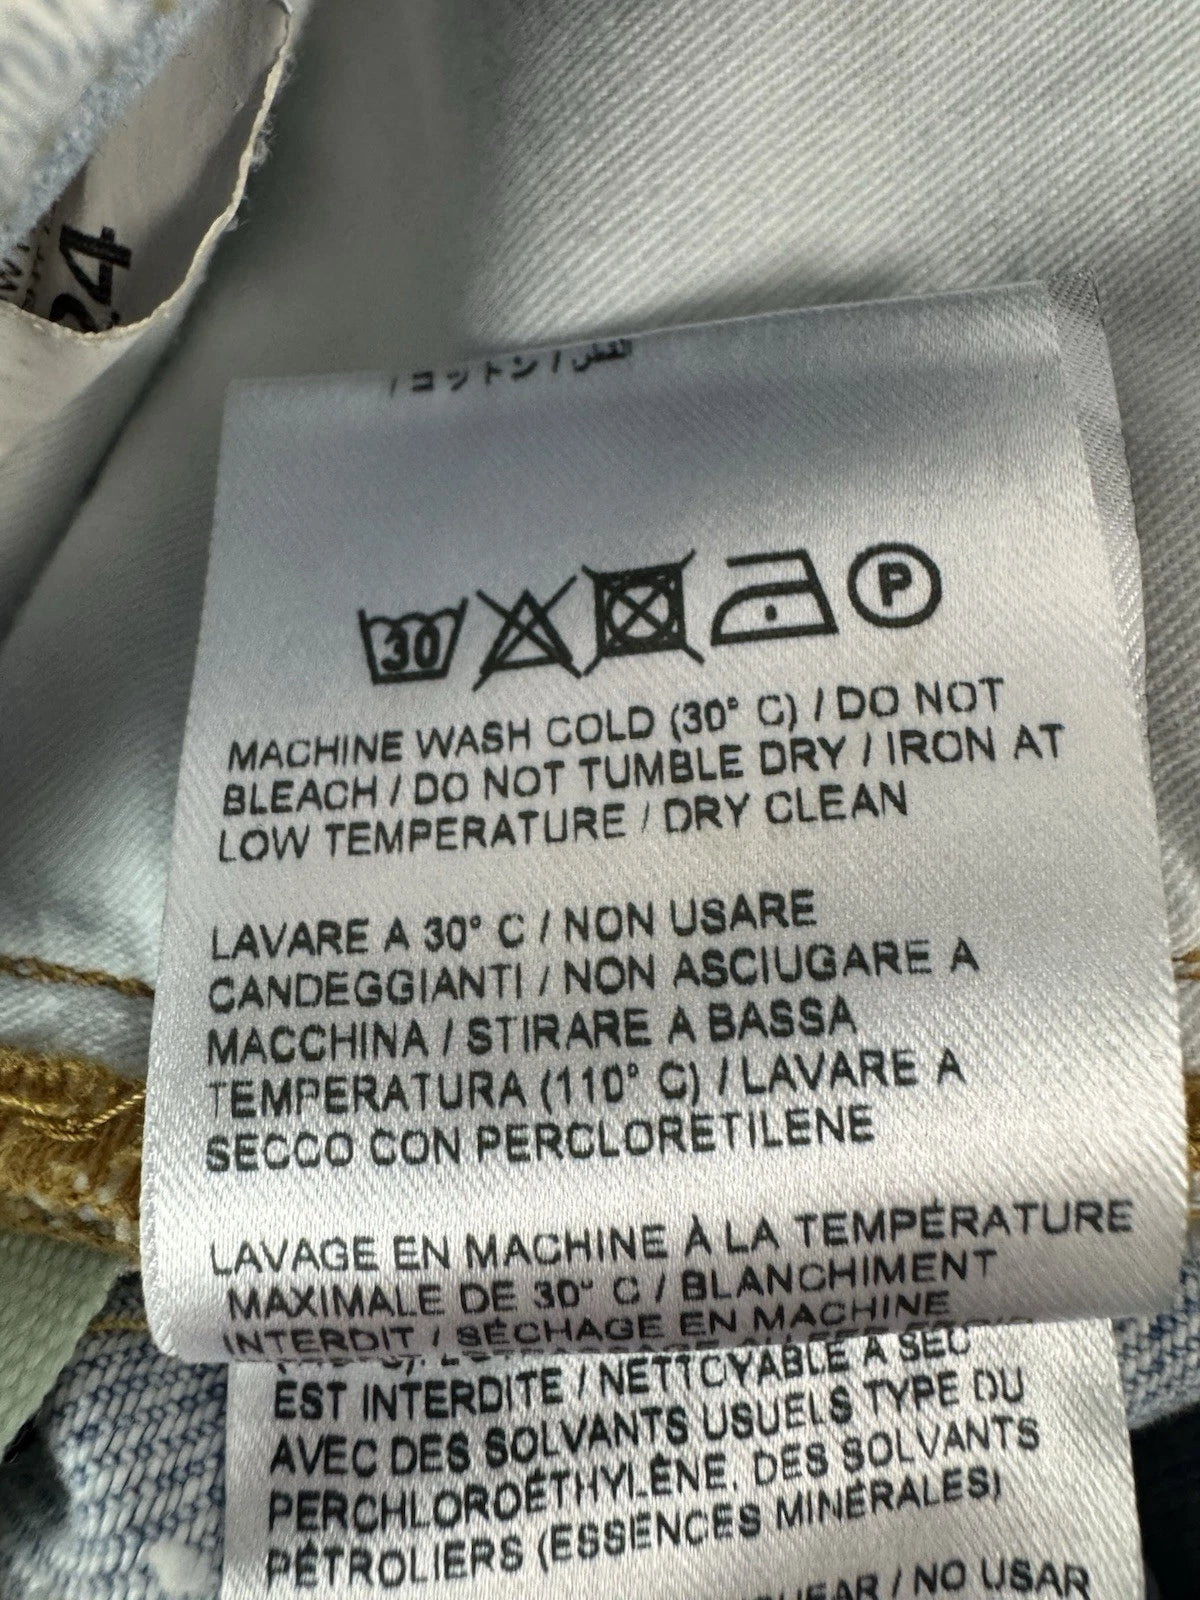 24
/ コットン / القطن
30
P
MACHINE WASH COLD (30° C) / DO NOT
BLEACH / DO NOT TUMBLE DRY / IRON AT
LOW TEMPERATURE / DRY CLEAN
LAVARE A 30° C / NON USARE
CANDEGGIANTI / NON ASCIUGARE A
MACCHINA / STIRARE A BASSA
TEMPERATURA (110° C) / LAVARE A
SECCO CON PERCLORETILENE
LAVAGE EN MACHINE À LA TEMPÉRATURE
MAXIMALE DE 30° C / BLANCHIMENT
INTERDIT / SÉCHAGE EN MACHINE
EST INTERDITE / NETTOYABLE A SEC
AVEC DES SOLVANTS USUELS TYPE DU
PERCHLOROÉTHYLÈNE, DES SOLVANTS
PÉTROLIERS (ESSENCES MINÉRALES)
/ NO USAR